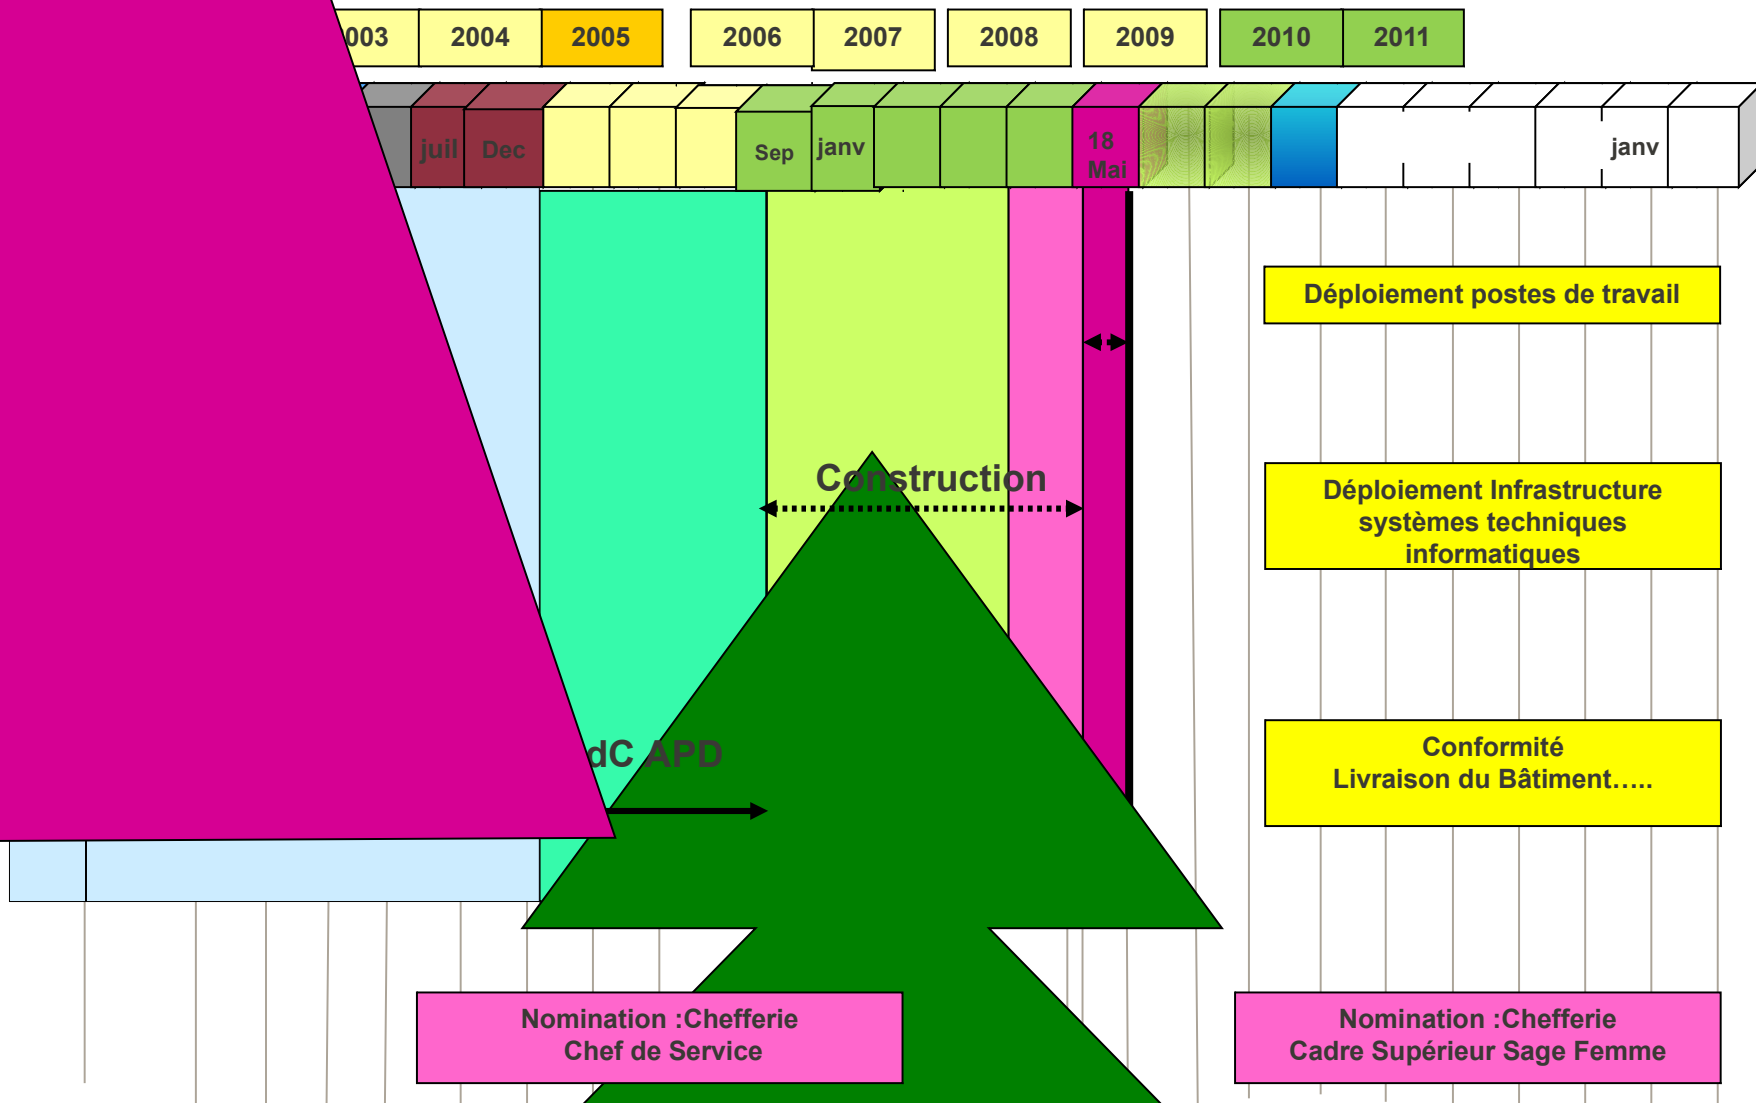 003 2004 2005 2006 2007 2008 2009 2010 2011
juil Dec Sep janv 18 Mai janv
Déploiement postes de travail
Construction
Déploiement Infrastructure
systèmes techniques
informatiques
dC APD
Conformité
Livraison du Bâtiment…..
Nomination :Chefferie
Chef de Service
Nomination :Chefferie
Cadre Supérieur Sage Femme